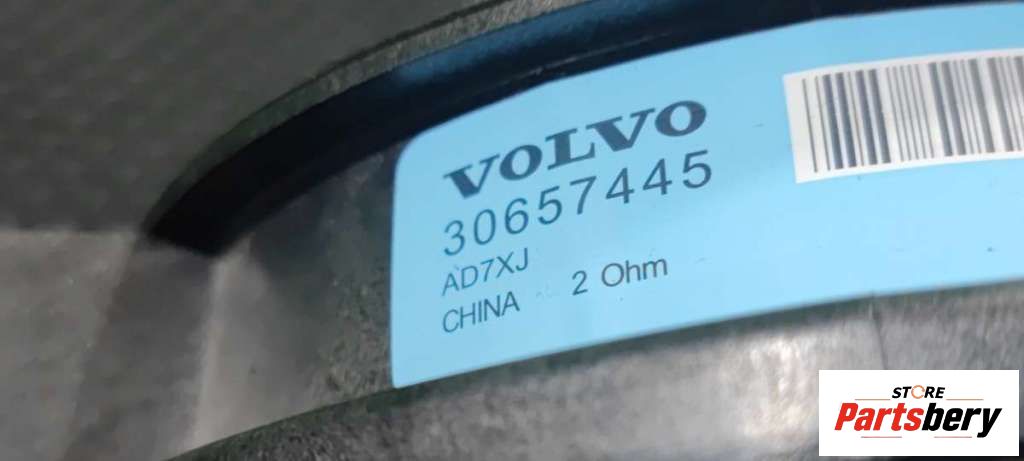 VOLVO
30657445
AD7XJ
CHINA 2 Ohm
STORE
Partsbery